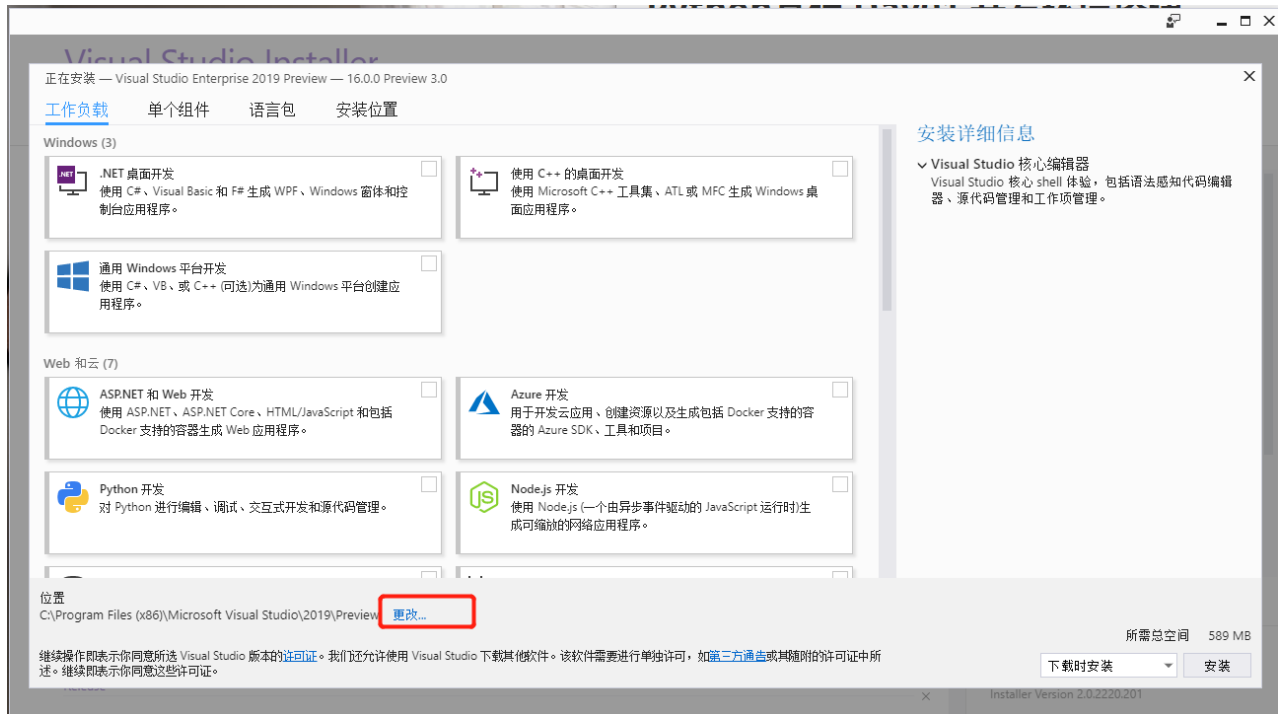 Visual Studio Installer
正在安装 — Visual Studio Enterprise 2019 Preview — 16.0.0 Preview 3.0
工作负载 单个组件 语言包 安装位置
Windows (3)
.NET 桌面开发
使用 C#、Visual Basic 和 F# 生成 WPF、Windows 窗体和控
制台应用程序。
使用 C++ 的桌面开发
使用 Microsoft C++ 工具集、ATL 或 MFC 生成 Windows 桌
面应用程序。
通用 Windows 平台开发
使用 C#、VB、或 C++ (可选)为通用 Windows 平台创建应
用程序。
Web 和云 (7)
ASP.NET 和 Web 开发
使用 ASP.NET、ASP.NET Core、HTML/JavaScript 和包括
Docker 支持的容器生成 Web 应用程序。
Azure 开发
用于开发云应用、创建资源以及生成包括 Docker 支持的容
器的 Azure SDK、工具和项目。
Python 开发
对 Python 进行编辑、调试、交互式开发和源代码管理。
Node.js 开发
使用 Node.js (一个由异步事件驱动的 JavaScript 运行时)生
成可缩放的网络应用程序。
安装详细信息
Visual Studio 核心编辑器
Visual Studio 核心 shell 体验，包括语法感知代码编辑
器、源代码管理和工作项管理。
位置
C:\Program Files (x86)\Microsoft Visual Studio\2019\Preview 更改...
所需总空间 589 MB
继续操作即表示你同意所选 Visual Studio 版本的许可证。我们还允许使用 Visual Studio 下载其他软件。该软件需要进行单独许可，如第三方通告或其随附的许可证中所
述。继续即表示你同意这些许可证。
下载时安装 安装
Installer Version 2.0.2220.201